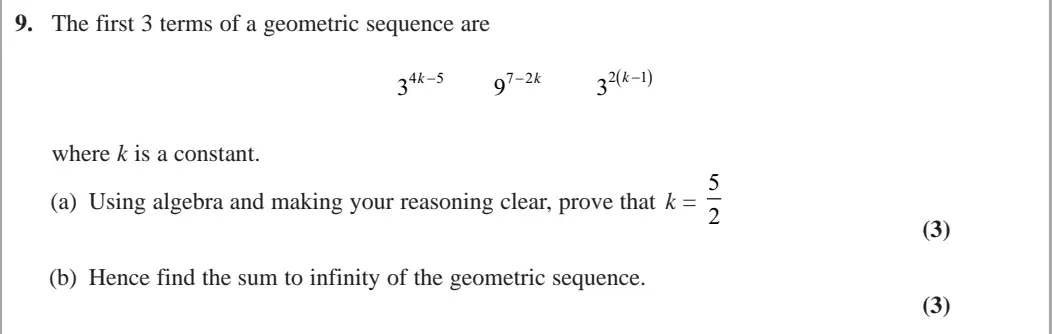 9. The first 3 terms of a geometric sequence are
3^{4k−5} 9^{7−2k} 3^{2(k−1)}
where k is a constant.
(a) Using algebra and making your reasoning clear, prove that k = \frac{5}{2}
(3)
(b) Hence find the sum to infinity of the geometric sequence.
(3)